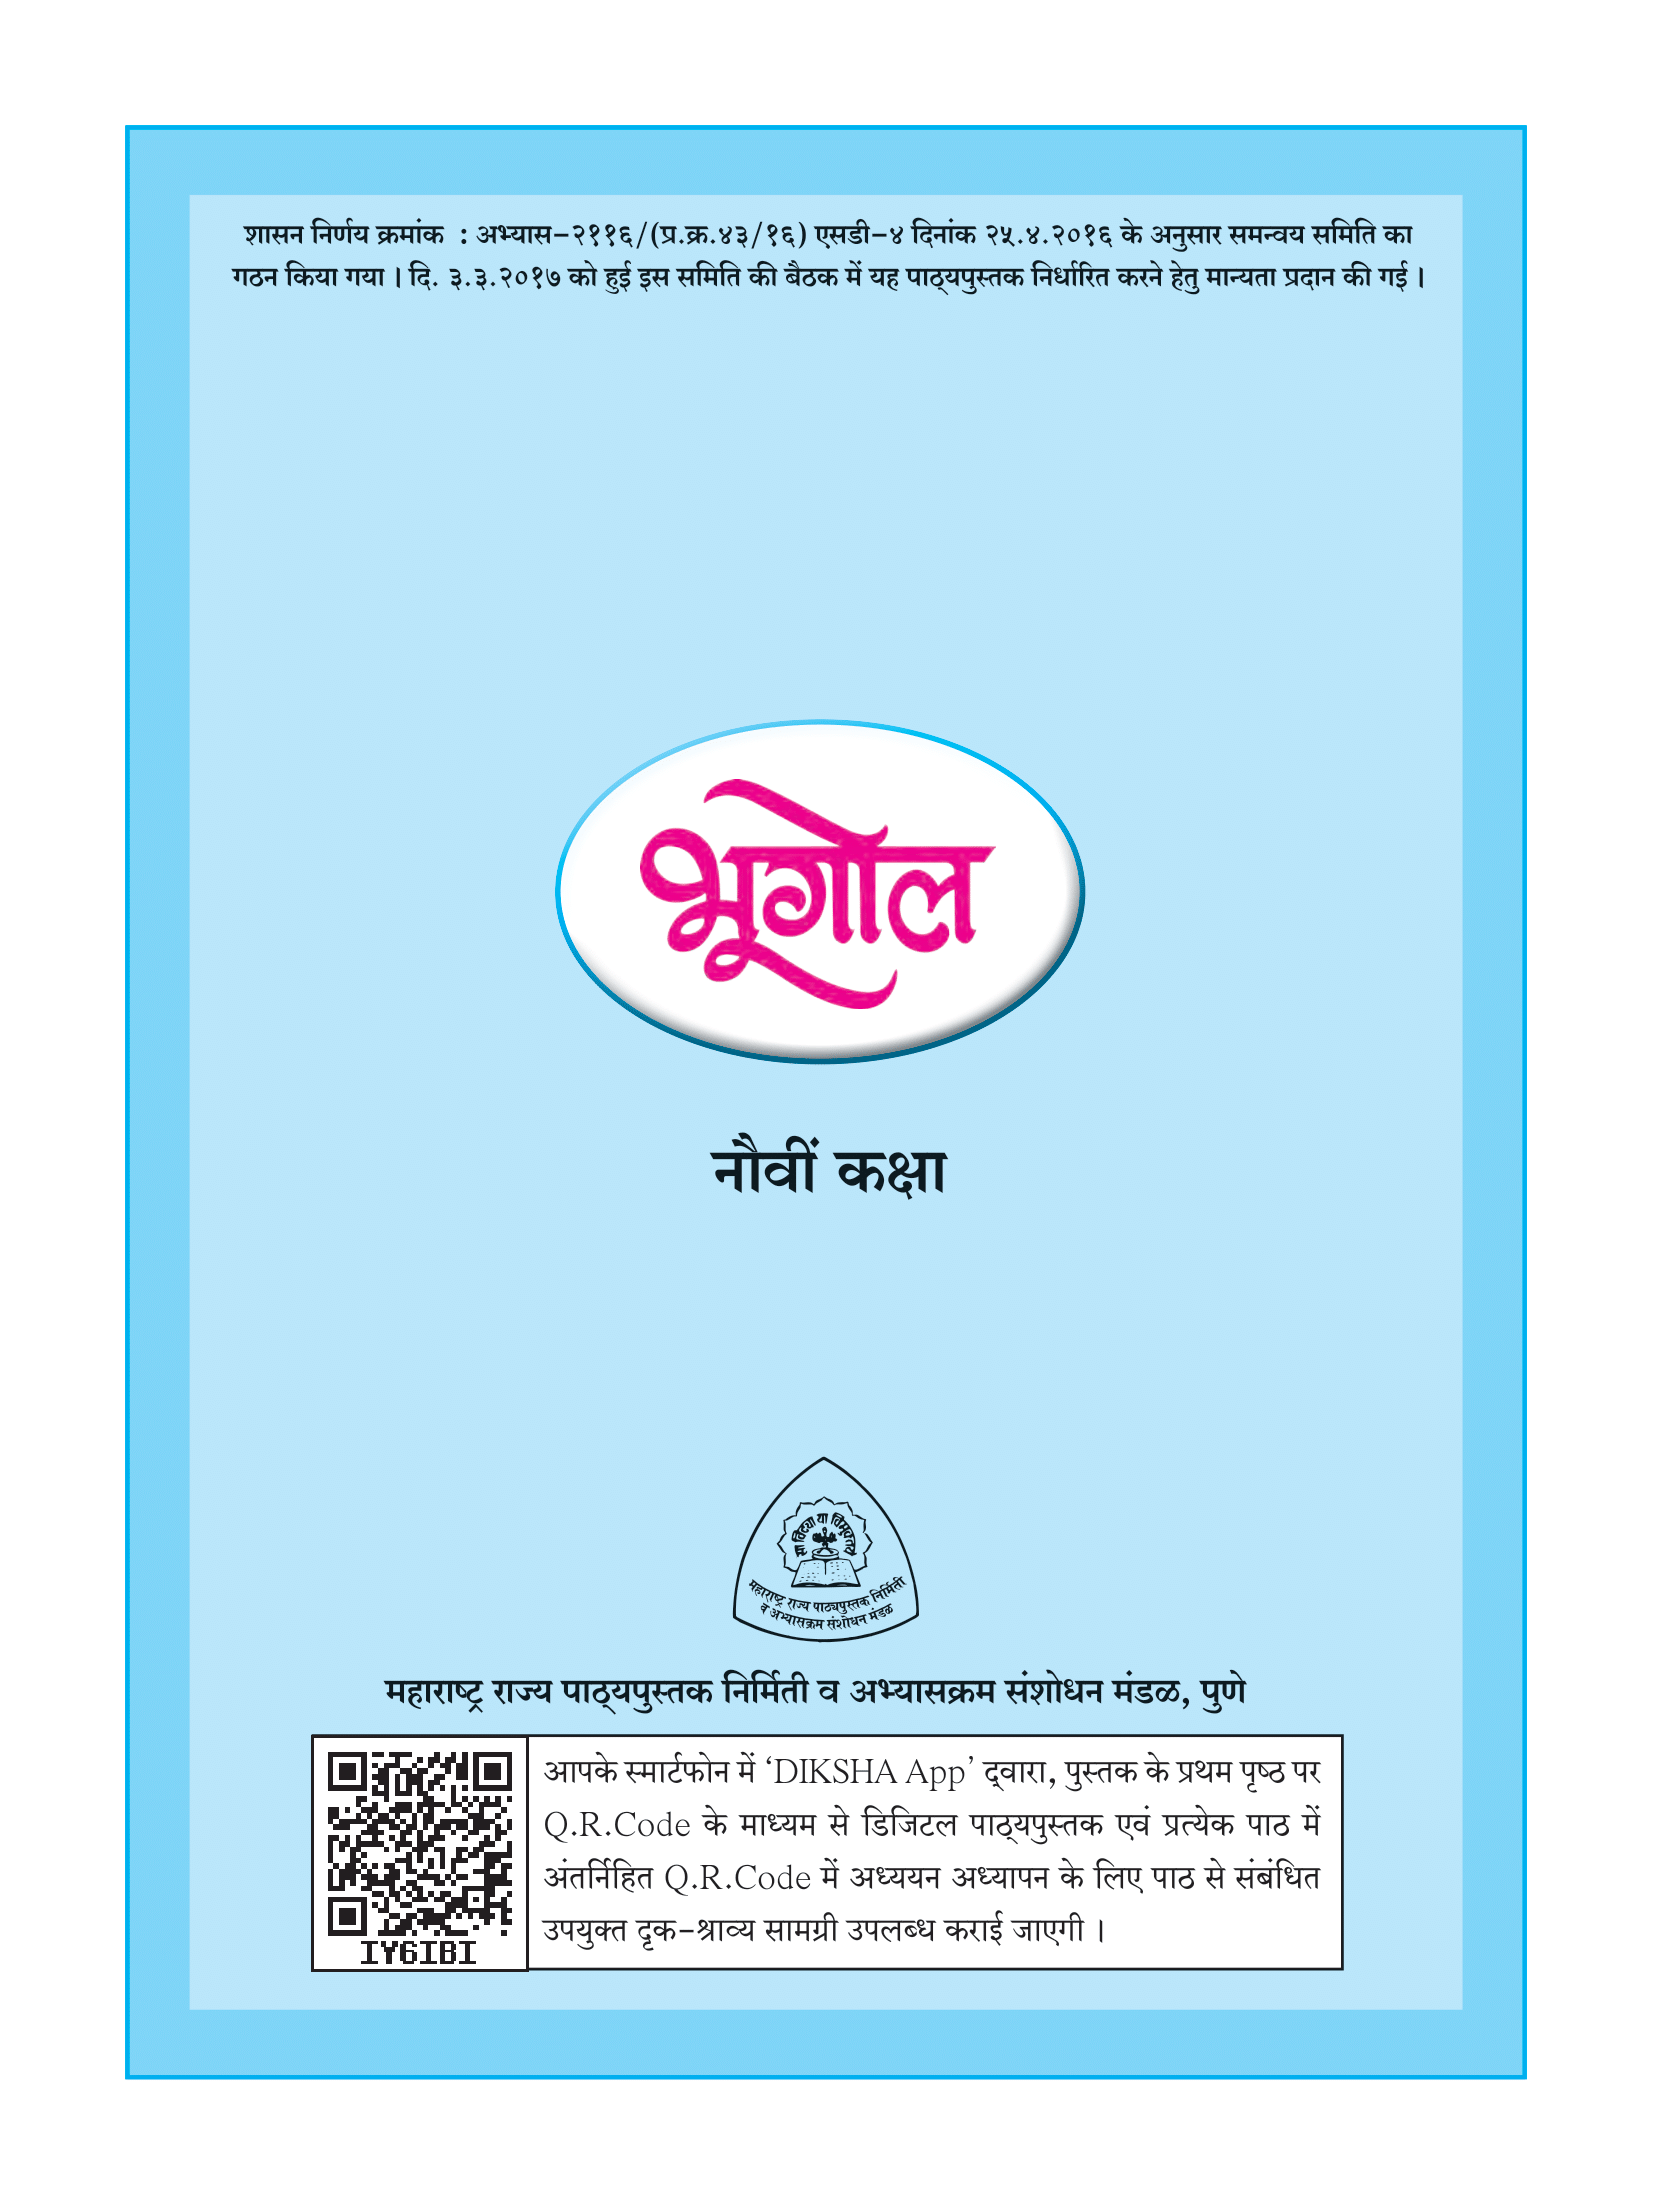 शासन निर्णय क्रमांक : अभ्यास-२११६/(प्र.क्र.४३/१६) एसडी-४ दिनांक २५.४.२०१६ के अनुसार समन्वय समिति का
गठन किया गया । दि. ३.३.२०१७ को हुई इस समिति की बैठक में यह पाठ्यपुस्तक निर्धारित करने हेतु मान्यता प्रदान की गई ।
भूगोल
नौवीं कक्षा
सा विद्या या विमुक्तये
महाराष्ट्र राज्य पाठ्यपुस्तक निर्मिती
व अभ्यासक्रम संशोधन मंडळ
महाराष्ट्र राज्य पाठ्यपुस्तक निर्मिती व अभ्यासक्रम संशोधन मंडळ, पुणे
आपके स्मार्टफोन में ‘DIKSHA App’ द्वारा, पुस्तक के प्रथम पृष्ठ पर
Q.R.Code के माध्यम से डिजिटल पाठ्यपुस्तक एवं प्रत्येक पाठ में
अंतर्निहित Q.R.Code में अध्ययन अध्यापन के लिए पाठ से संबंधित
उपयुक्त दृक-श्राव्य सामग्री उपलब्ध कराई जाएगी ।
IY6IBI